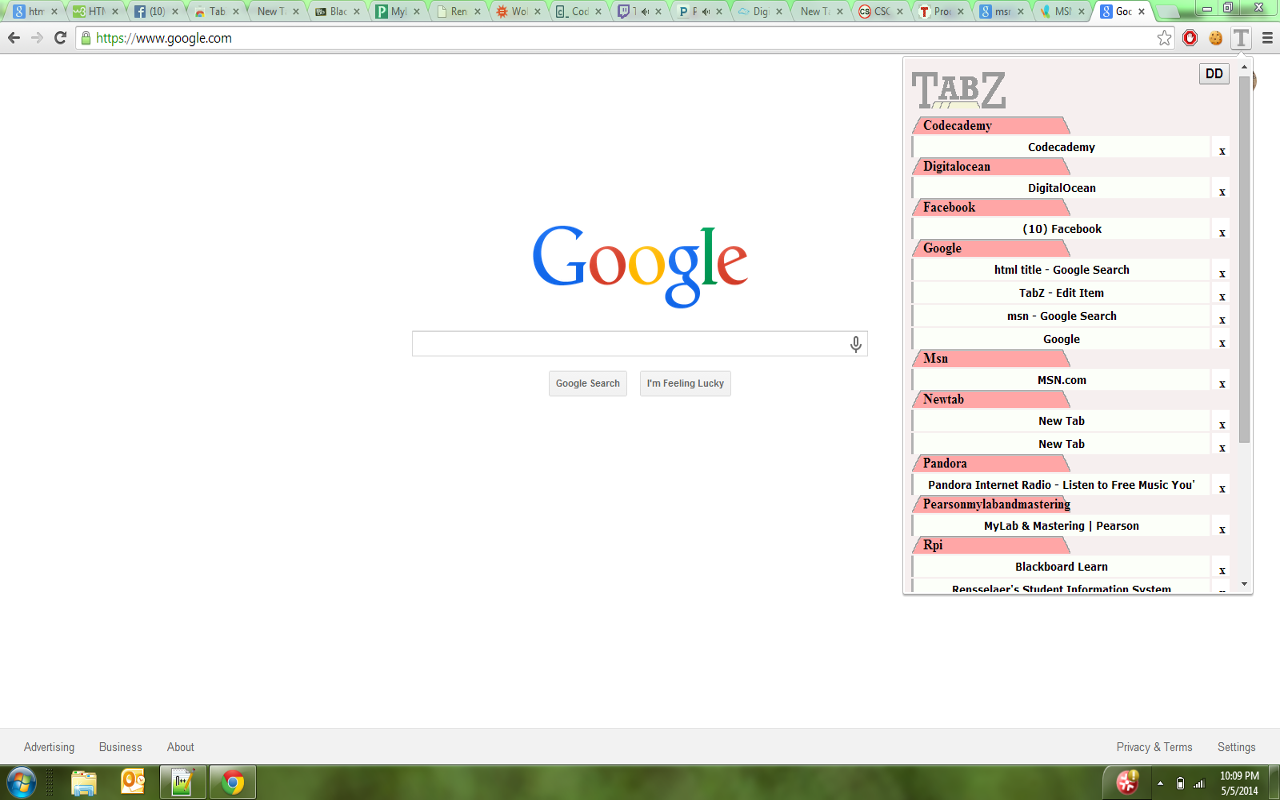 htm
HTM
(10)
Tab
New T
Blac
Myl
Ren
Wol
Cod
T
P
Dig
New T
CSC
Pro
msn
MSN
Goo
https://www.google.com
T
DD
TABZ
Codecademy
Codecademy x
Digitalocean
DigitalOcean x
Facebook
(10) Facebook x
Google
html title - Google Search x
TabZ - Edit Item x
msn - Google Search x
Google x
Msn
MSN.com x
Newtab
New Tab x
New Tab x
Pandora
Pandora Internet Radio - Listen to Free Music You' x
Pearsonmylabandmastering
MyLab & Mastering | Pearson x
Rpi
Blackboard Learn x
Rensselaer's Student Information System
Google
Google Search I'm Feeling Lucky
Advertising Business About Privacy & Terms Settings
10:09 PM
5/5/2014